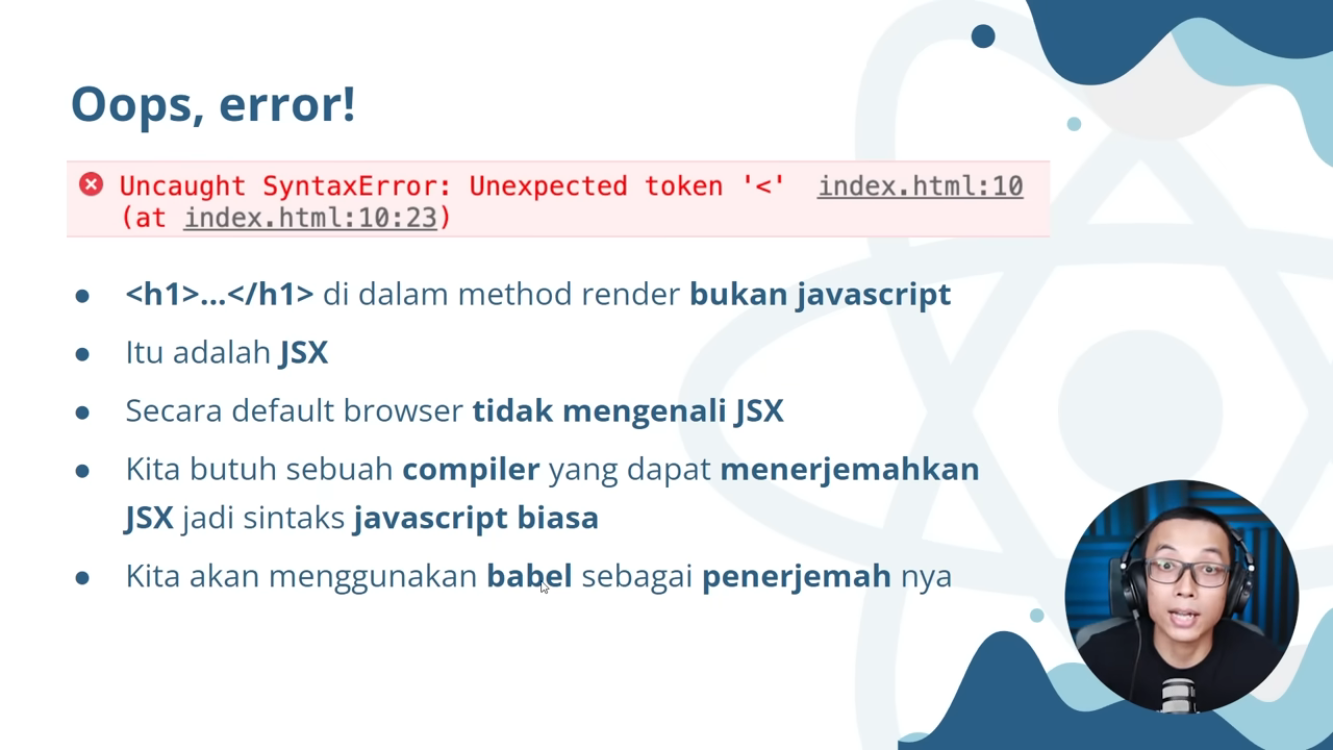 Oops, error!
Uncaught SyntaxError: Unexpected token '<' index.html:10
(at index.html:10:23)
● <h1>...</h1> di dalam method render bukan javascript
● Itu adalah JSX
● Secara default browser tidak mengenali JSX
● Kita butuh sebuah compiler yang dapat menerjemahkan
JSX jadi sintaks javascript biasa
● Kita akan menggunakan babel sebagai penerjemah nya